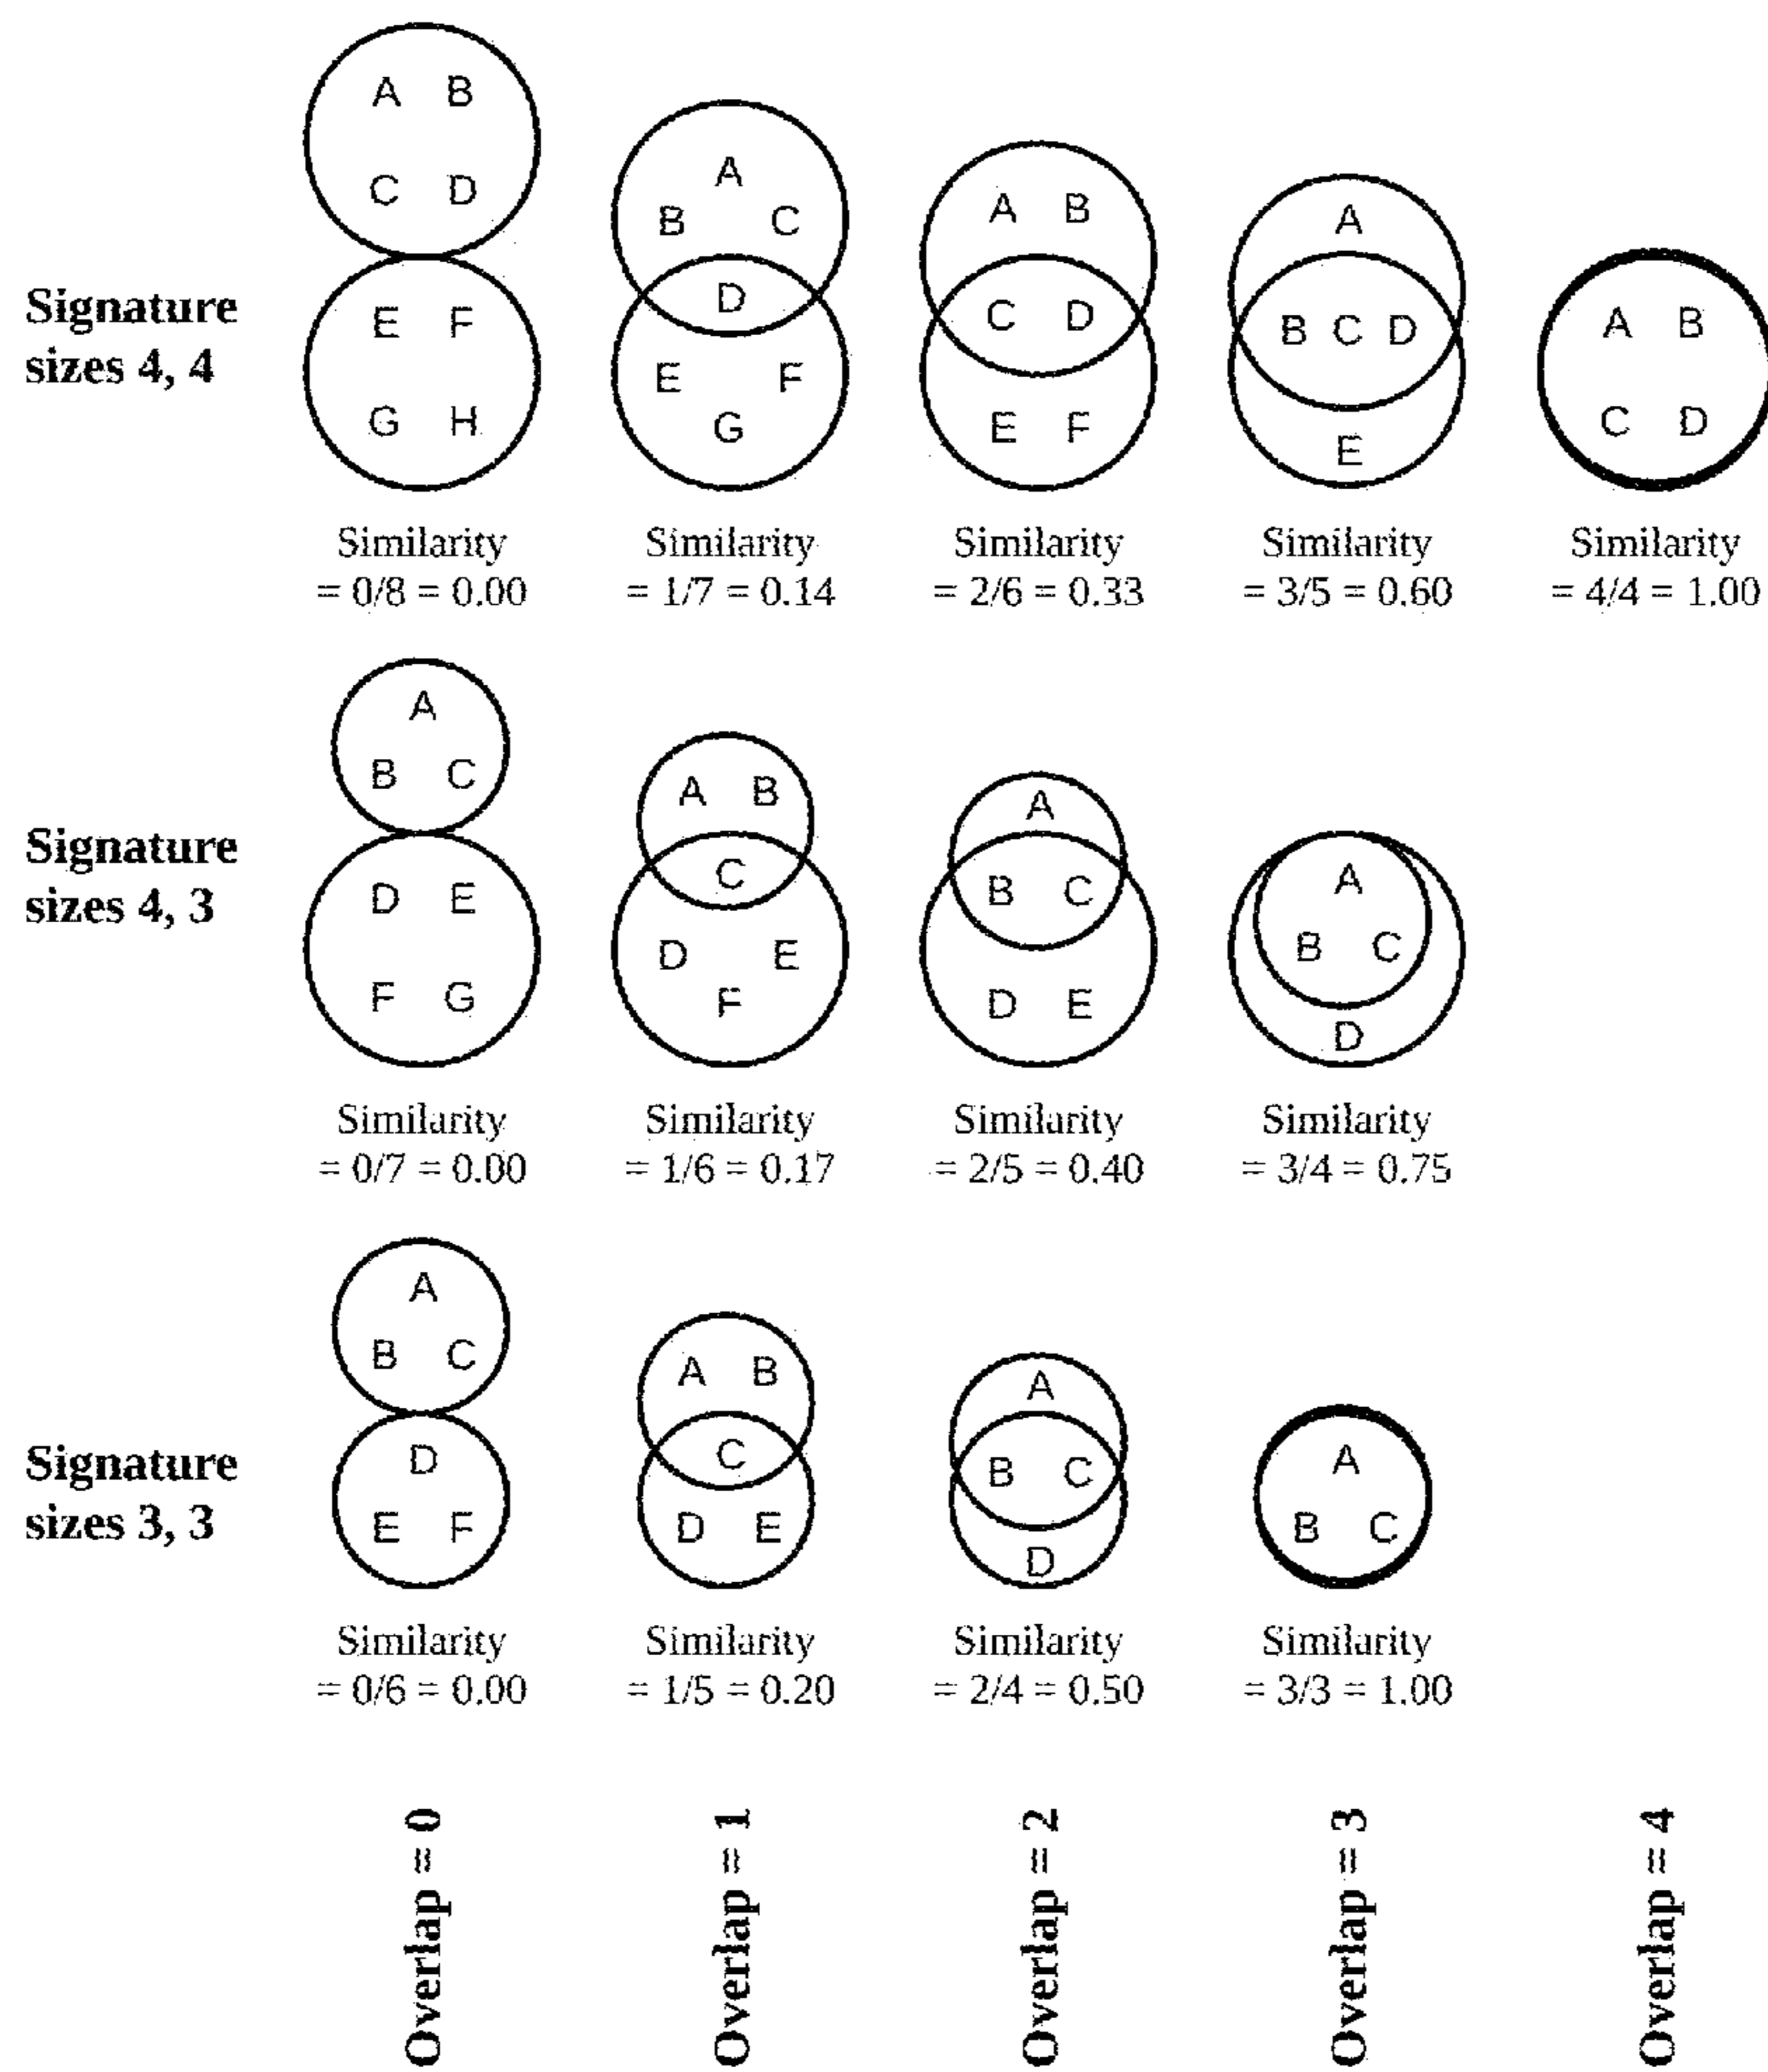 A B
C D
E F
G H
Similarity
= 0/8 = 0.00
A
B C
D
E F
G
Similarity
= 1/7 = 0.14
A B
C D
E F
Similarity
= 2/6 = 0.33
A
B C D
E
Similarity
= 3/5 = 0.60
A B
C D
Similarity
= 4/4 = 1.00
Signature
sizes 4, 4
A
B C
D E
F G
Similarity
= 0/7 = 0.00
A B
C
D E
F
Similarity
= 1/6 = 0.17
A
B C
D E
Similarity
= 2/5 = 0.40
A
B C
D
Similarity
= 3/4 = 0.75
Signature
sizes 4, 3
A
B C
D
E F
Similarity
= 0/6 = 0.00
A B
C
D E
Similarity
= 1/5 = 0.20
A
B C
D
Similarity
= 2/4 = 0.50
A
B C
Similarity
= 3/3 = 1.00
Signature
sizes 3, 3
Overlap = 0
Overlap = 1
Overlap = 2
Overlap = 3
Overlap = 4